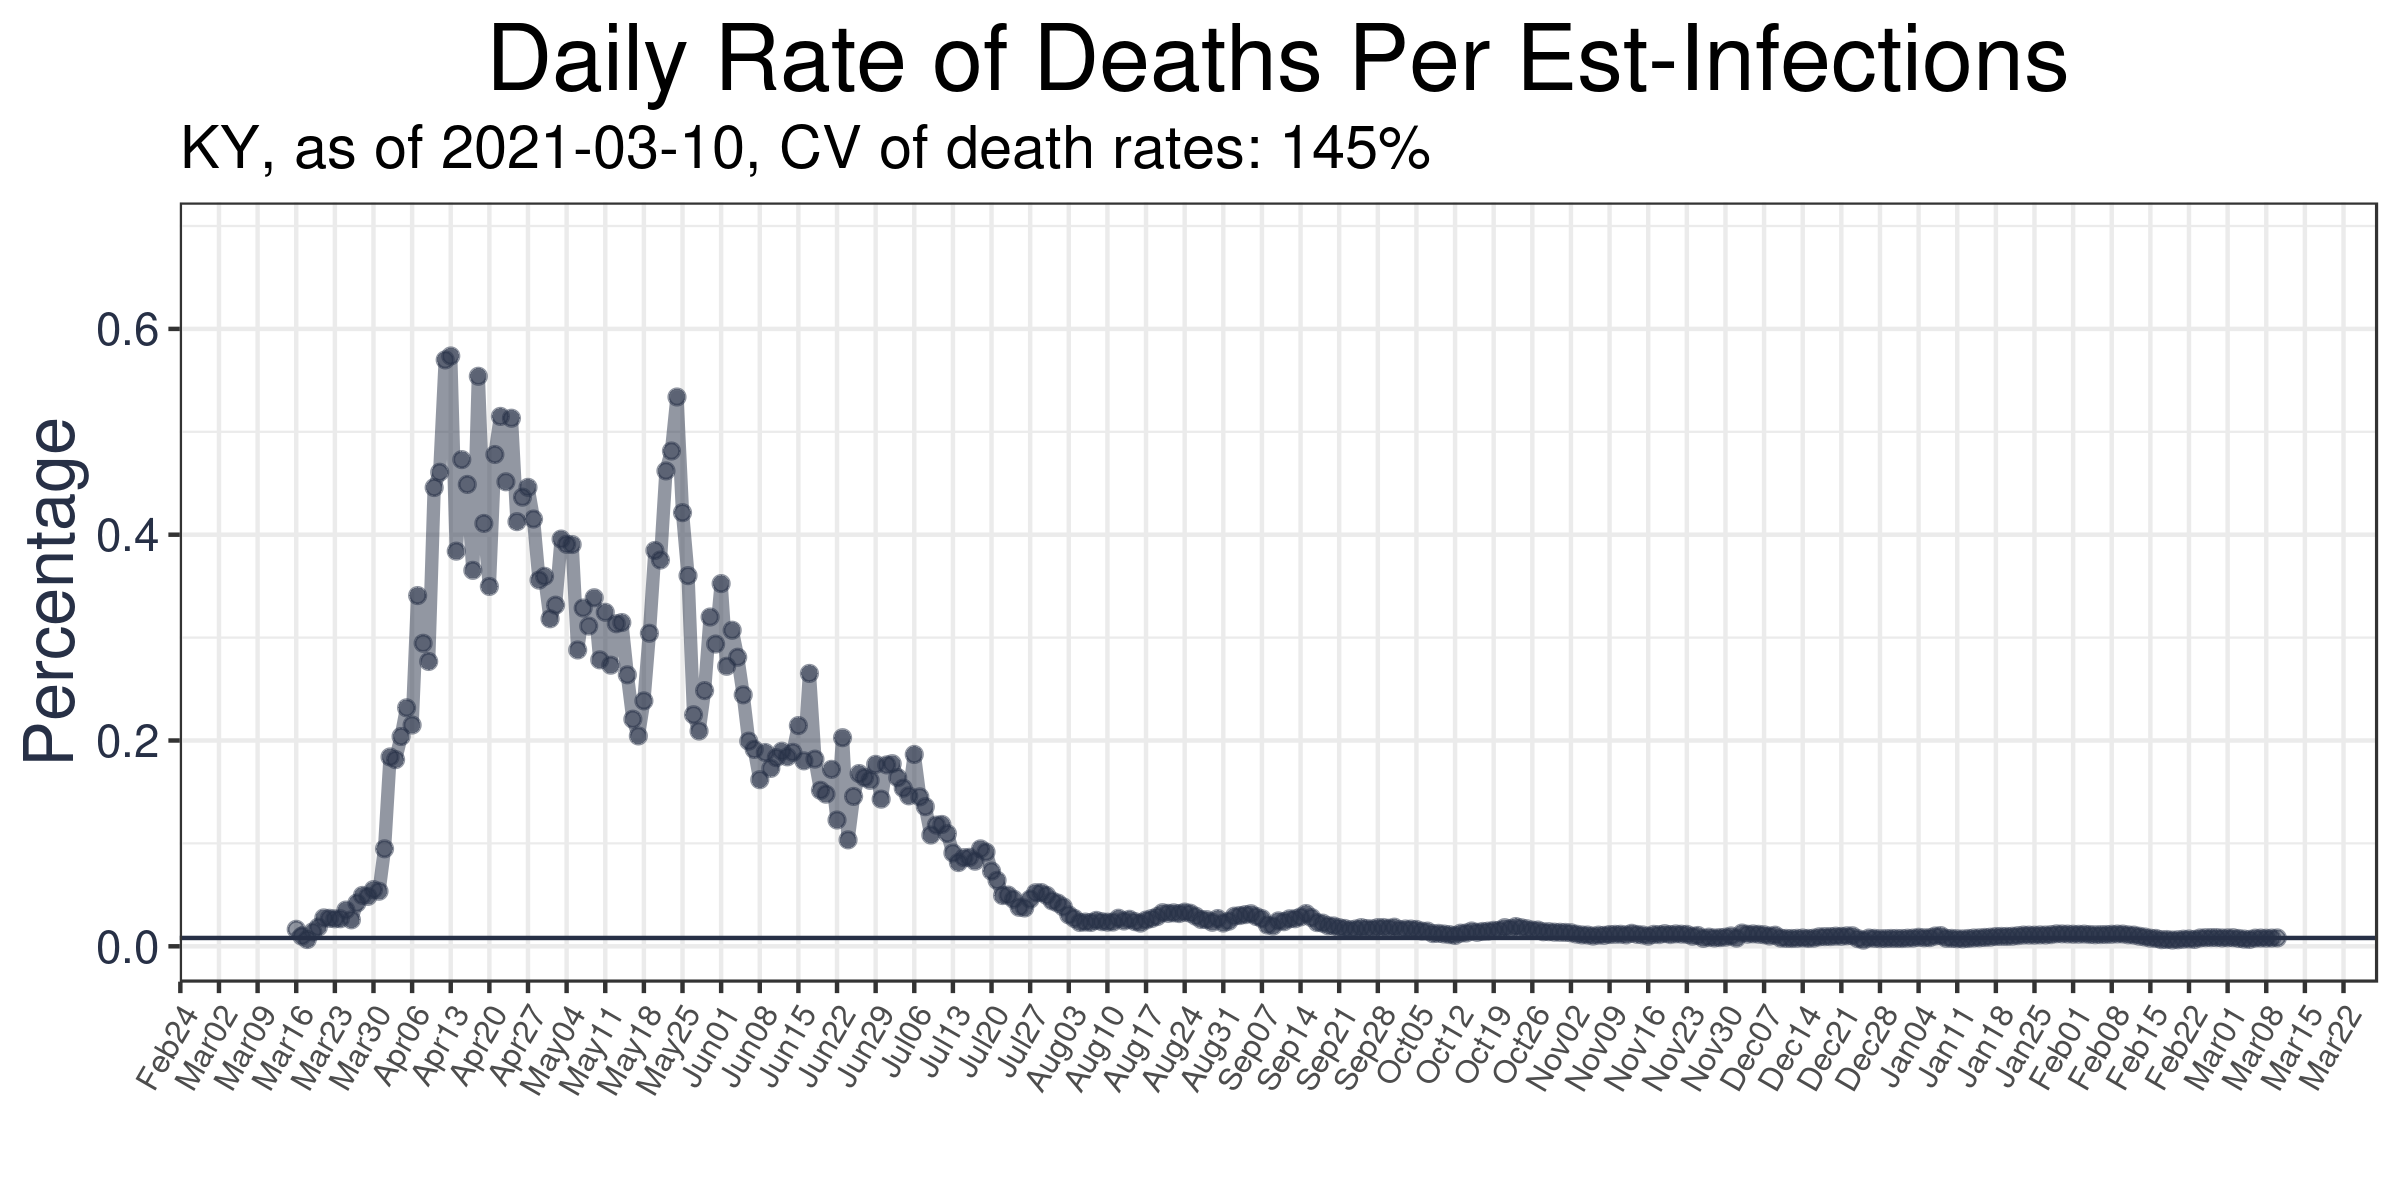 Daily Rate of Deaths Per Est-Infections
KY, as of 2021-03-10, CV of death rates: 145%
Percentage
0.6
0.4
0.2
0.0
Feb24
Mar02
Mar09
Mar16
Mar23
Mar30
Apr06
Apr13
Apr20
Apr27
May04
May11
May18
May25
Jun01
Jun08
Jun15
Jun22
Jun29
Jul06
Jul13
Jul20
Jul27
Aug03
Aug10
Aug17
Aug24
Aug31
Sep07
Sep14
Sep21
Sep28
Oct05
Oct12
Oct19
Oct26
Nov02
Nov09
Nov16
Nov23
Nov30
Dec07
Dec14
Dec21
Dec28
Jan04
Jan11
Jan18
Jan25
Feb01
Feb08
Feb15
Feb22
Mar01
Mar08
Mar15
Mar22